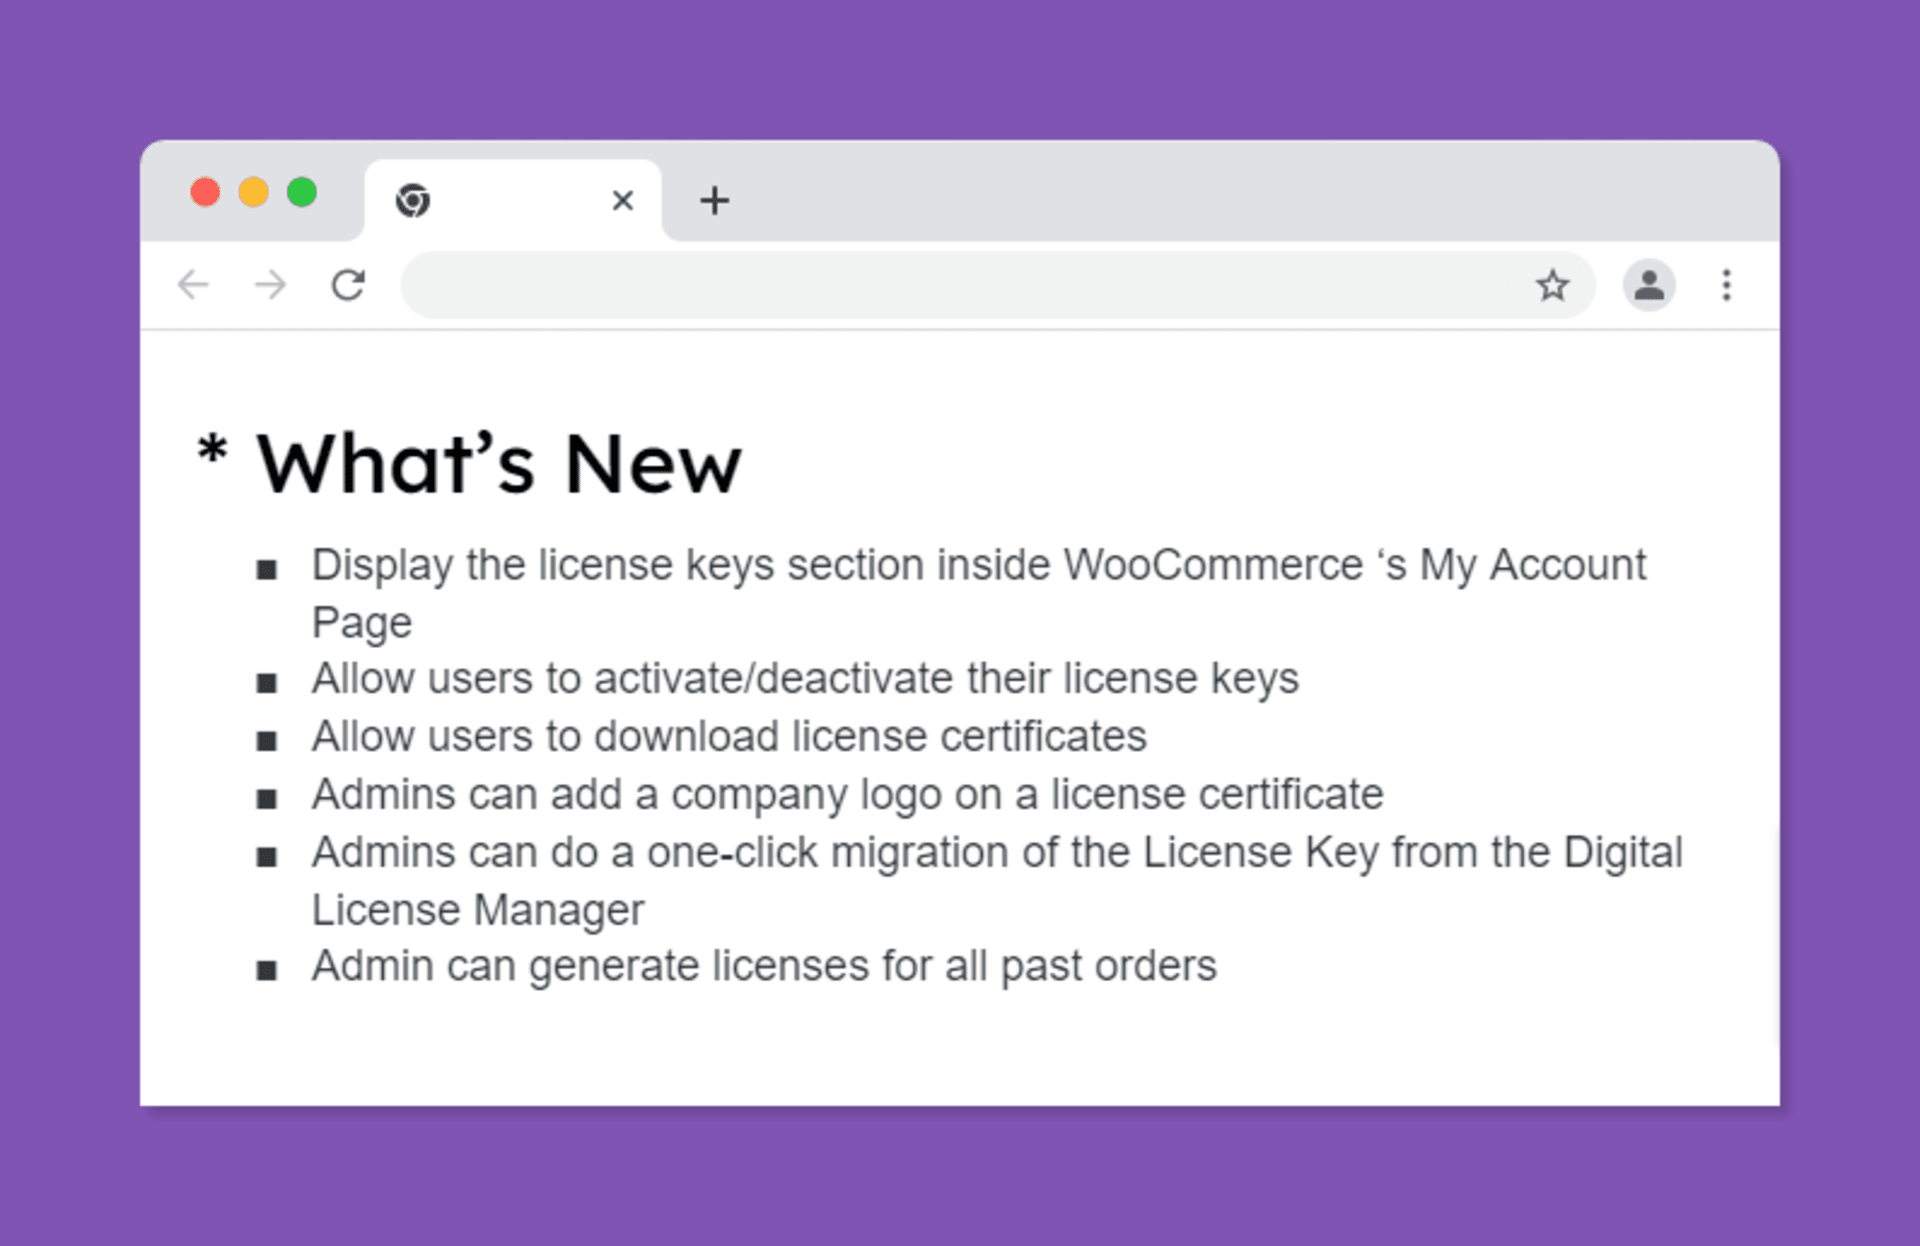 * What’s New
▪ Display the license keys section inside WooCommerce ‘s My Account
Page
▪ Allow users to activate/deactivate their license keys
▪ Allow users to download license certificates
▪ Admins can add a company logo on a license certificate
▪ Admins can do a one-click migration of the License Key from the Digital
License Manager
▪ Admin can generate licenses for all past orders